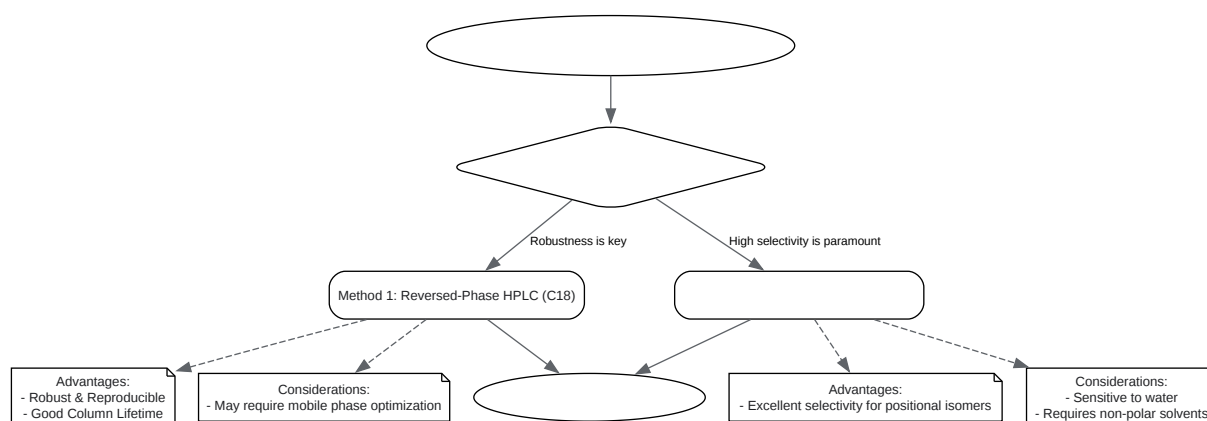 Robustness is key
High selectivity is paramount
Method 1: Reversed-Phase HPLC (C18)
Advantages:
- Robust & Reproducible
- Good Column Lifetime
Considerations:
- May require mobile phase optimization
Advantages:
- Excellent selectivity for positional isomers
Considerations:
- Sensitive to water
- Requires non-polar solvents